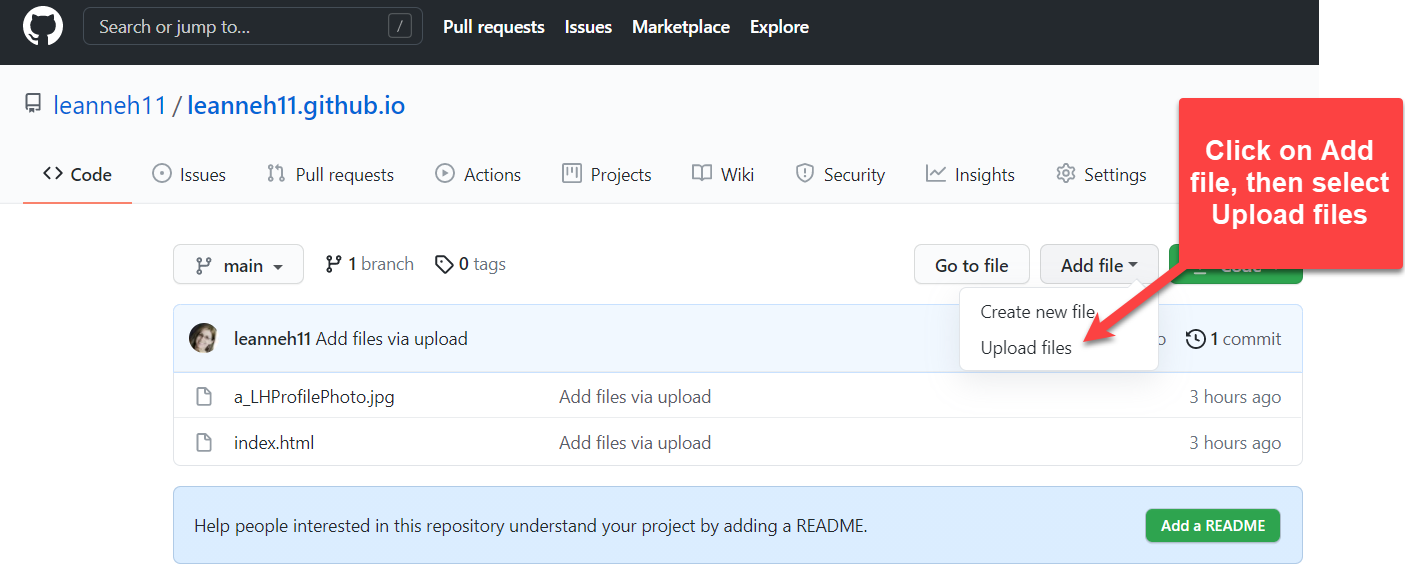 Search or jump to... / Pull requests Issues Marketplace Explore
leanneh11 / leanneh11.github.io
Code Issues Pull requests Actions Projects Wiki Security Insights Settings
Click on Add
file, then select
Upload files
main 1 branch 0 tags Go to file Add file Code
Create new file
Upload files
leanneh11 Add files via upload 1 commit
a_LHProfilePhoto.jpg Add files via upload 3 hours ago
index.html Add files via upload 3 hours ago
Help people interested in this repository understand your project by adding a README. Add a README